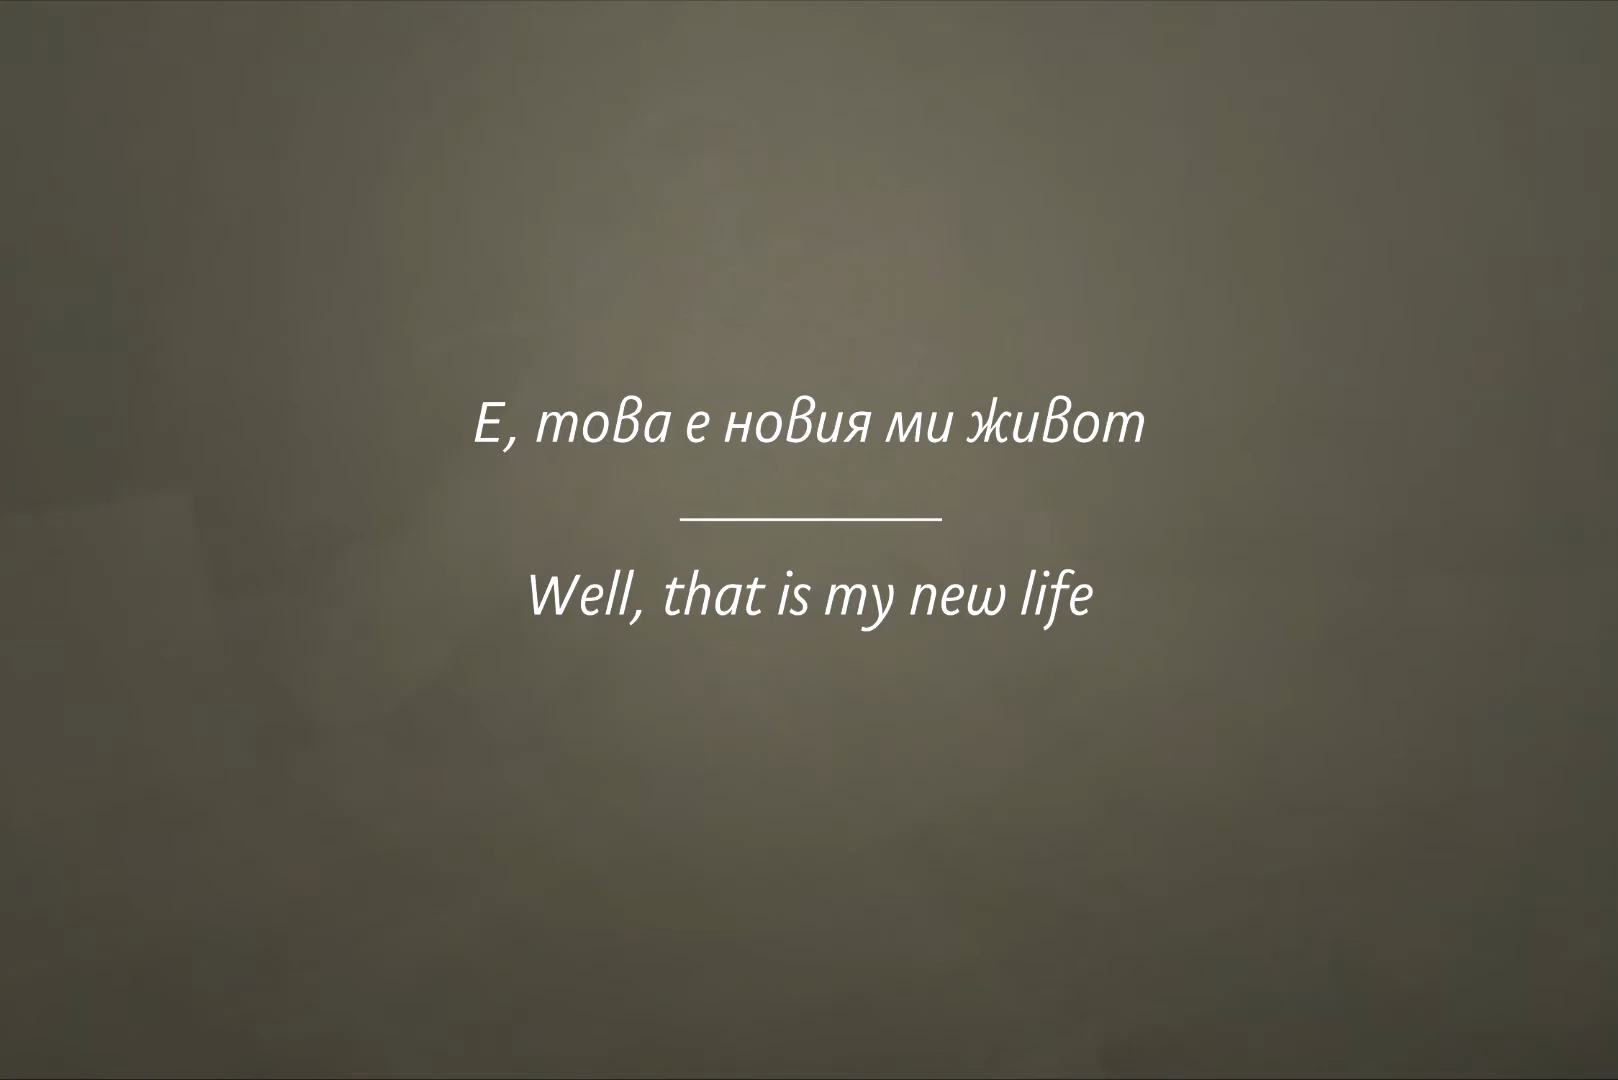 Е, това е новия ми живот
Well, that is my new life